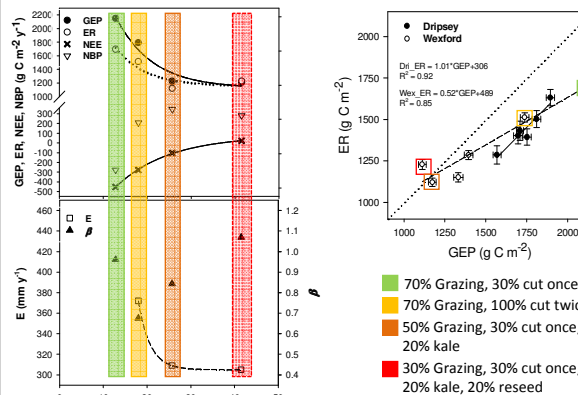 GEP, ER, NEE, NBP (g C m-2 y-1)
2200
2000
1800
1600
1400
1200
300
200
100
0
-100
-200
-300
-400
-500
GEP
ER
NEE
NBP
E (mm y-1)
460
440
420
400
380
360
340
320
300
E
β
1.2
1.1
1.0
0.9
0.8
0.7
0.6
0.5
0.4
β
ER (g C m-2)
2000
1750
1500
1250
1000
Dripsey
Wexford
Dri_ER = 1.01*GEP+306
R2 = 0.92
Wex_ER = 0.52*GEP+489
R2 = 0.85
1000 1250 1500 1750 200
GEP (g C m-2)
70% Grazing, 30% cut once
70% Grazing, 100% cut twic
50% Grazing, 30% cut once,
20% kale
30% Grazing, 30% cut once,
20% kale, 20% reseed